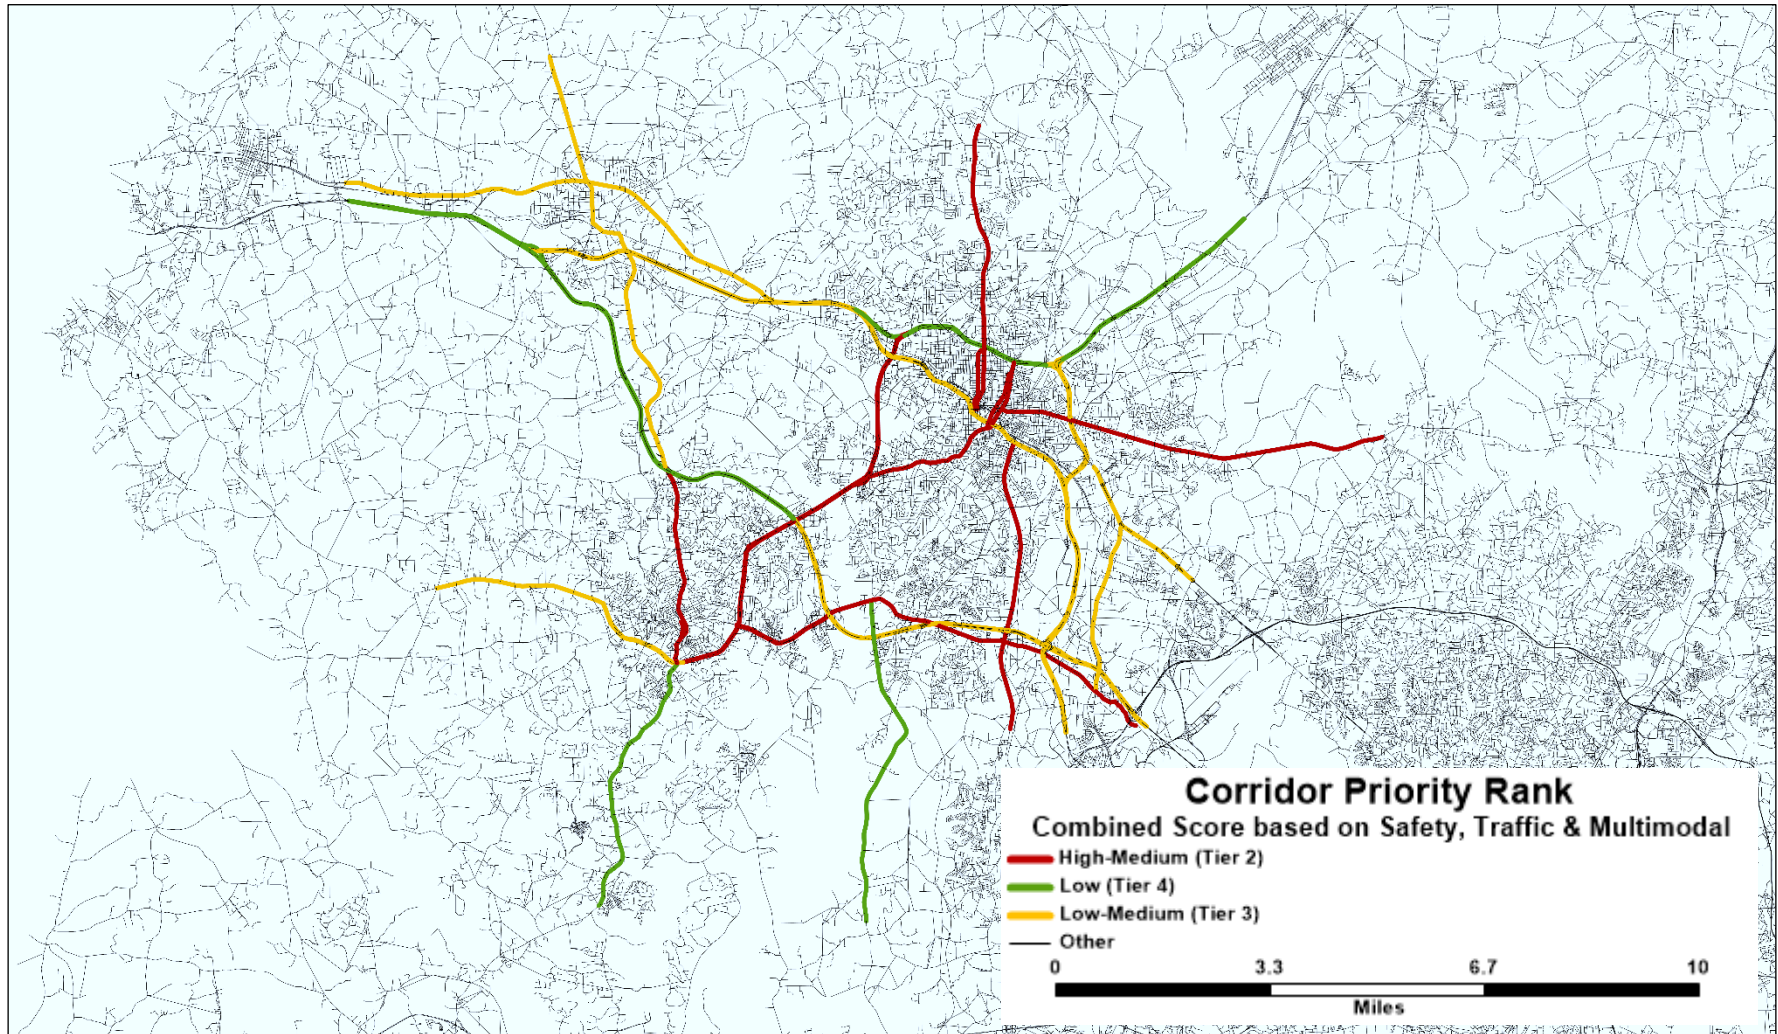 Corridor Priority Rank
Combined Score based on Safety, Traffic & Multimodal
High-Medium (Tier 2)
Low (Tier 4)
Low-Medium (Tier 3)
Other
0 3.3 6.7 10
Miles